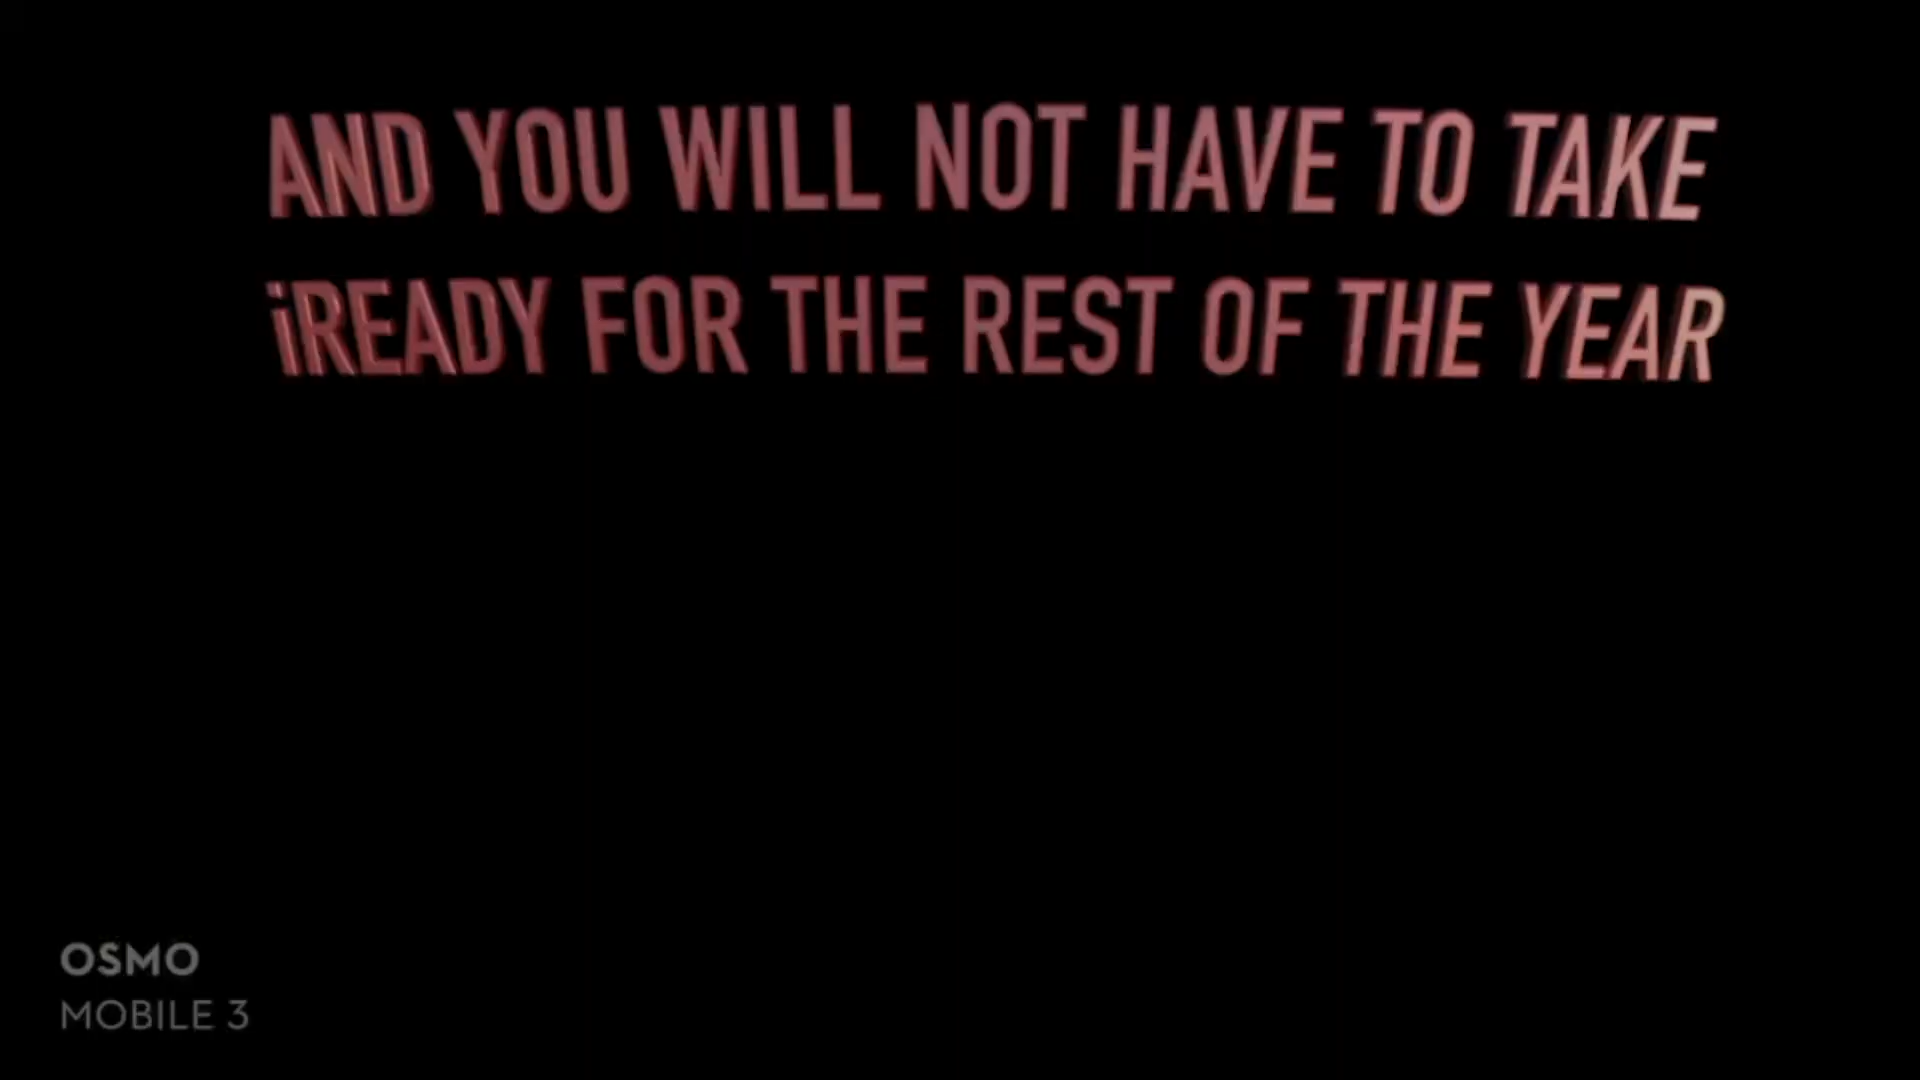 AND YOU WILL NOT HAVE TO TAKE
iREADY FOR THE REST OF THE YEAR
OSMO
MOBILE 3